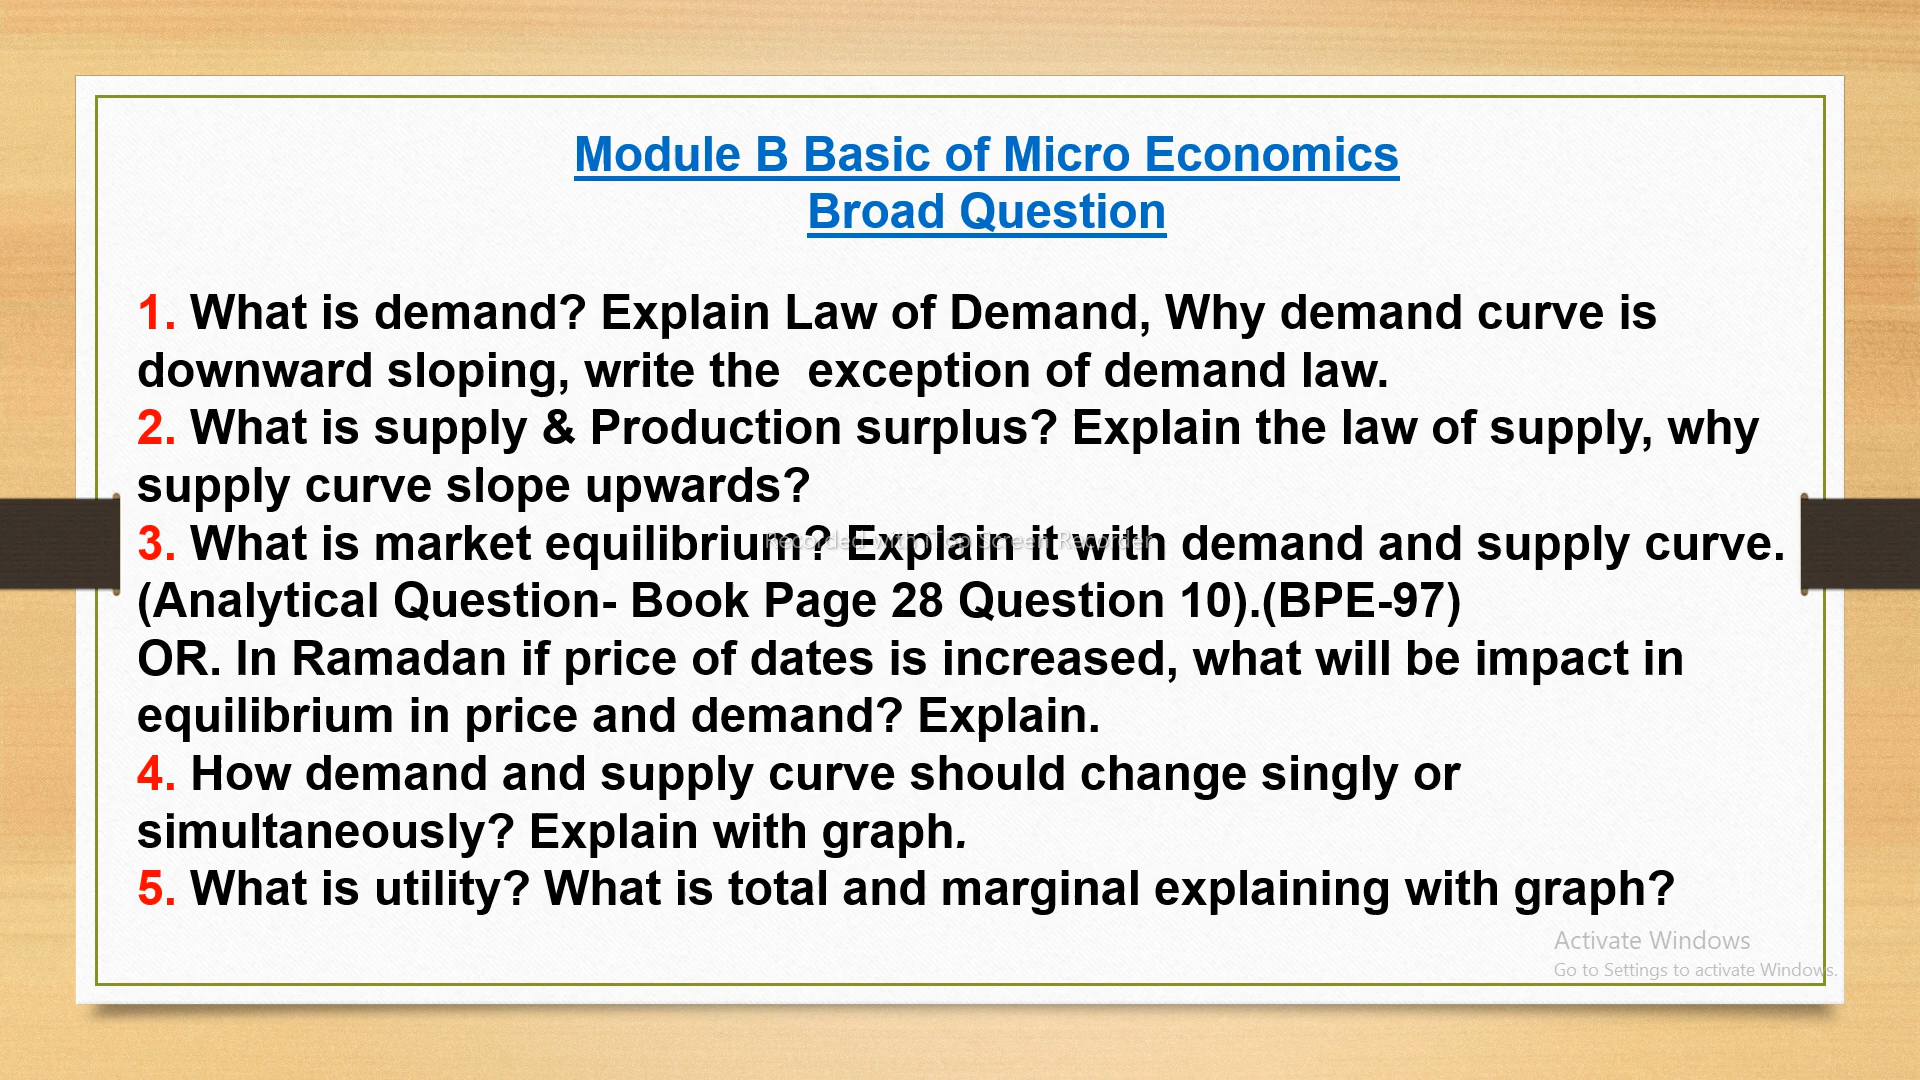 Module B Basic of Micro Economics
Broad Question
1. What is demand? Explain Law of Demand, Why demand curve is
downward sloping, write the  exception of demand law.
2. What is supply & Production surplus? Explain the law of supply, why
supply curve slope upwards?
3. What is market equilibrium? Explain it with demand and supply curve.
Recorded with iTop Screen Recorder
(Analytical Question- Book Page 28 Question 10).(BPE-97)
OR. In Ramadan if price of dates is increased, what will be impact in
equilibrium in price and demand? Explain.
4. How demand and supply curve should change singly or
simultaneously? Explain with graph.
5. What is utility? What is total and marginal explaining with graph?
Activate Windows
Go to Settings to activate Windows.